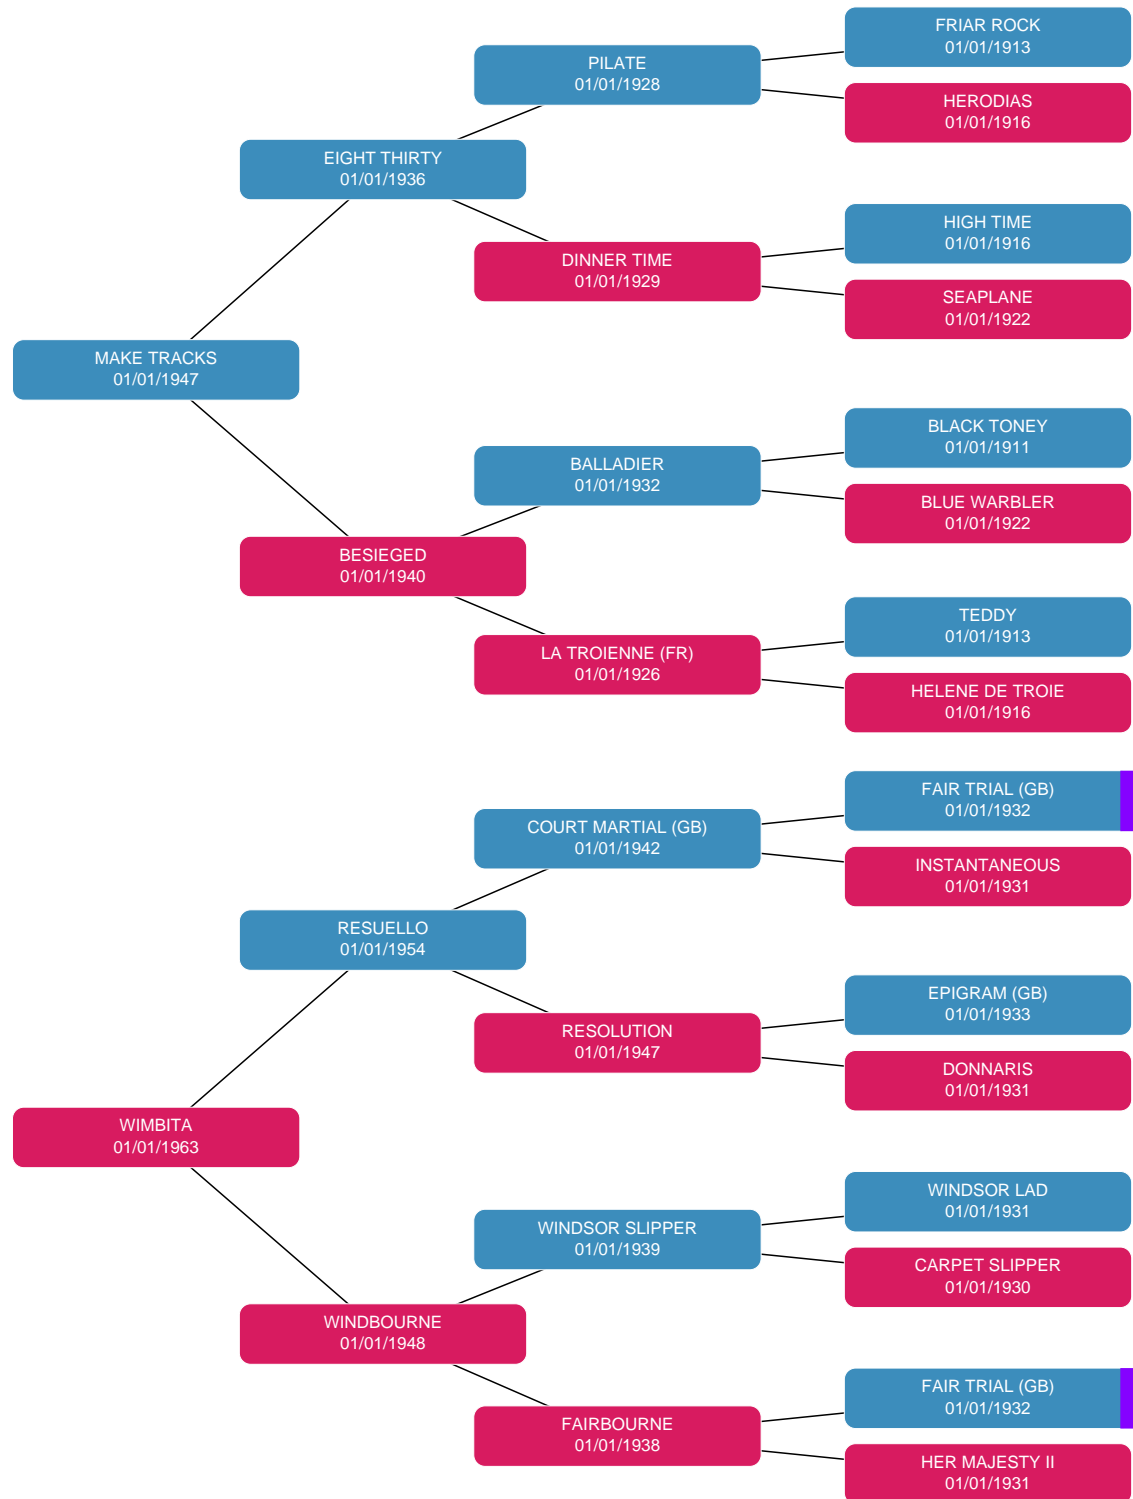 FRIAR ROCK
01/01/1913
PILATE
01/01/1928
HERODIAS
01/01/1916
EIGHT THIRTY
01/01/1936
HIGH TIME
01/01/1916
DINNER TIME
01/01/1929
SEAPLANE
01/01/1922
MAKE TRACKS
01/01/1947
BLACK TONEY
01/01/1911
BALLADIER
01/01/1932
BLUE WARBLER
01/01/1922
BESIEGED
01/01/1940
TEDDY
01/01/1913
LA TROIENNE (FR)
01/01/1926
HELENE DE TROIE
01/01/1916
FAIR TRIAL (GB)
01/01/1932
COURT MARTIAL (GB)
01/01/1942
INSTANTANEOUS
01/01/1931
RESUELLO
01/01/1954
EPIGRAM (GB)
01/01/1933
RESOLUTION
01/01/1947
DONNARIS
01/01/1931
WIMBITA
01/01/1963
WINDSOR LAD
01/01/1931
WINDSOR SLIPPER
01/01/1939
CARPET SLIPPER
01/01/1930
WINDBOURNE
01/01/1948
FAIR TRIAL (GB)
01/01/1932
FAIRBOURNE
01/01/1938
HER MAJESTY II
01/01/1931